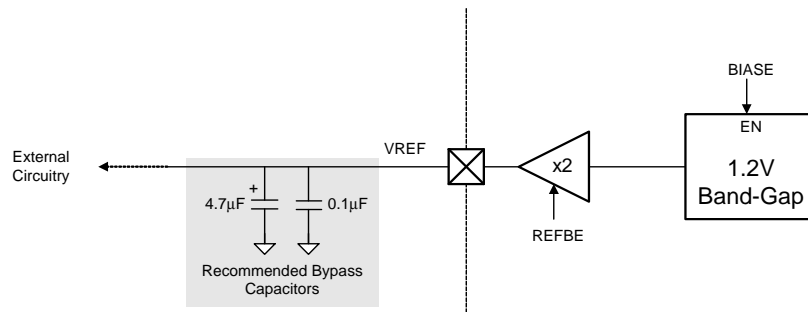 BIASE
EN
1.2V
Band-Gap
x2
REFBE
VREF
External
Circuitry
+
4.7μF
0.1μF
Recommended Bypass
Capacitors